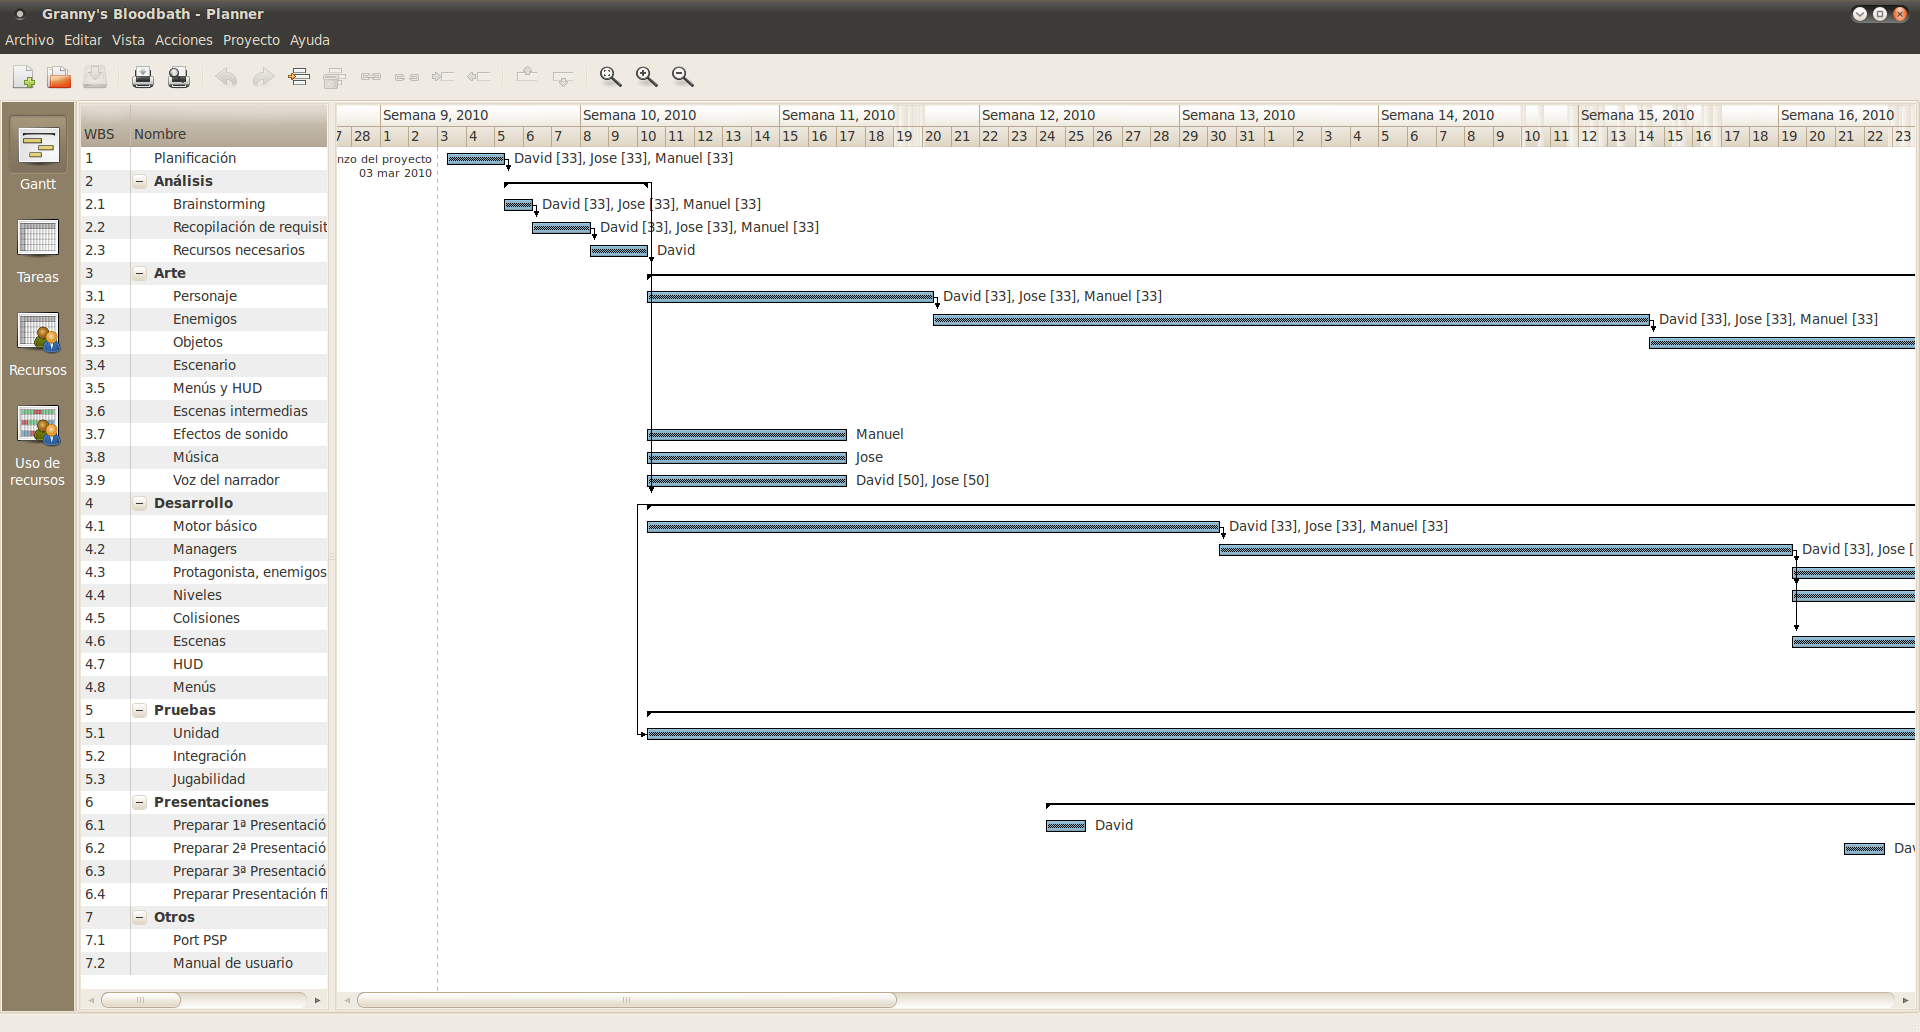 Granny's Bloodbath - Planner
Archivo Editar Vista Acciones Proyecto Ayuda
Gantt
Tareas
Recursos
Uso de
recursos
WBS Nombre
1 Planificación
2 Análisis
2.1 Brainstorming
2.2 Recopilación de requisit
2.3 Recursos necesarios
3 Arte
3.1 Personaje
3.2 Enemigos
3.3 Objetos
3.4 Escenario
3.5 Menús y HUD
3.6 Escenas intermedias
3.7 Efectos de sonido
3.8 Música
3.9 Voz del narrador
4 Desarrollo
4.1 Motor básico
4.2 Managers
4.3 Protagonista, enemigos
4.4 Niveles
4.5 Colisiones
4.6 Escenas
4.7 HUD
4.8 Menús
5 Pruebas
5.1 Unidad
5.2 Integración
5.3 Jugabilidad
6 Presentaciones
6.1 Preparar 1ª Presentació
6.2 Preparar 2ª Presentació
6.3 Preparar 3ª Presentació
6.4 Preparar Presentación fi
7 Otros
7.1 Port PSP
7.2 Manual de usuario
Semana 9, 2010 Semana 10, 2010 Semana 11, 2010 Semana 12, 2010 Semana 13, 2010 Semana 14, 2010 Semana 15, 2010 Semana 16, 2010
7 28 1 2 3 4 5 6 7 8 9 10 11 12 13 14 15 16 17 18 19 20 21 22 23 24 25 26 27 28 29 30 31 1 2 3 4 5 6 7 8 9 10 11 12 13 14 15 16 17 18 19 20 21 22 23
nzo del proyecto
03 mar 2010
David [33], Jose [33], Manuel [33]
David [33], Jose [33], Manuel [33]
David [33], Jose [33], Manuel [33]
David
David [33], Jose [33], Manuel [33]
David [33], Jose [33], Manuel [33]
Manuel
Jose
David [50], Jose [50]
David [33], Jose [33], Manuel [33]
David [33], Jose [
David
Dav